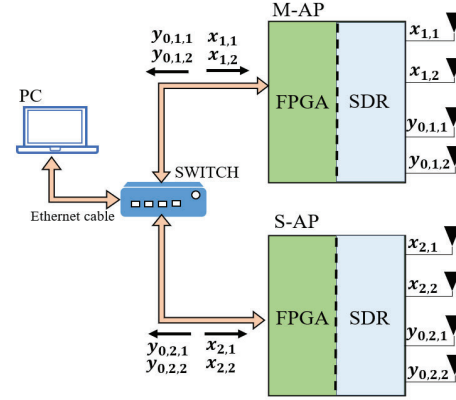 M-AP
y0,1,1 x1,1
y0,1,2 x1,2
x1,1
x1,2
y0,1,1
y0,1,2
FPGA SDR
PC
SWITCH
Ethernet cable
S-AP
x2,1
x2,2
y0,2,1
y0,2,2
FPGA SDR
y0,2,1 x2,1
y0,2,2 x2,2